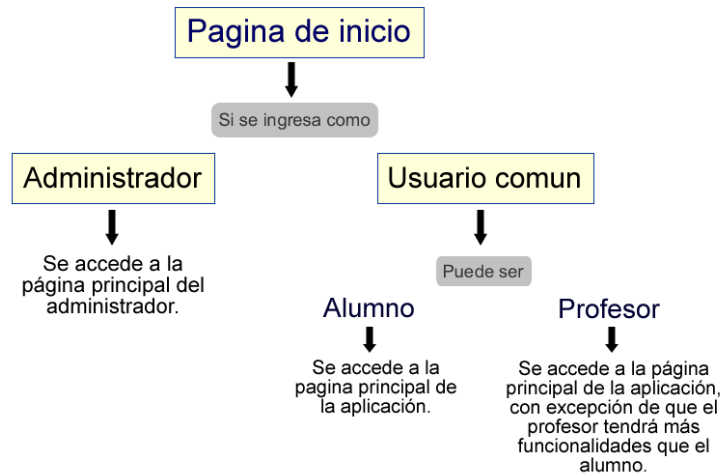 Pagina de inicio
Si se ingresa como
Administrador
Se accede a la
página principal del
administrador.
Usuario comun
Puede ser
Alumno
Se accede a la
pagina principal de
la aplicación.
Profesor
Se accede a la página
principal de la aplicación,
con excepción de que el
profesor tendrá más
funcionalidades que el
alumno.